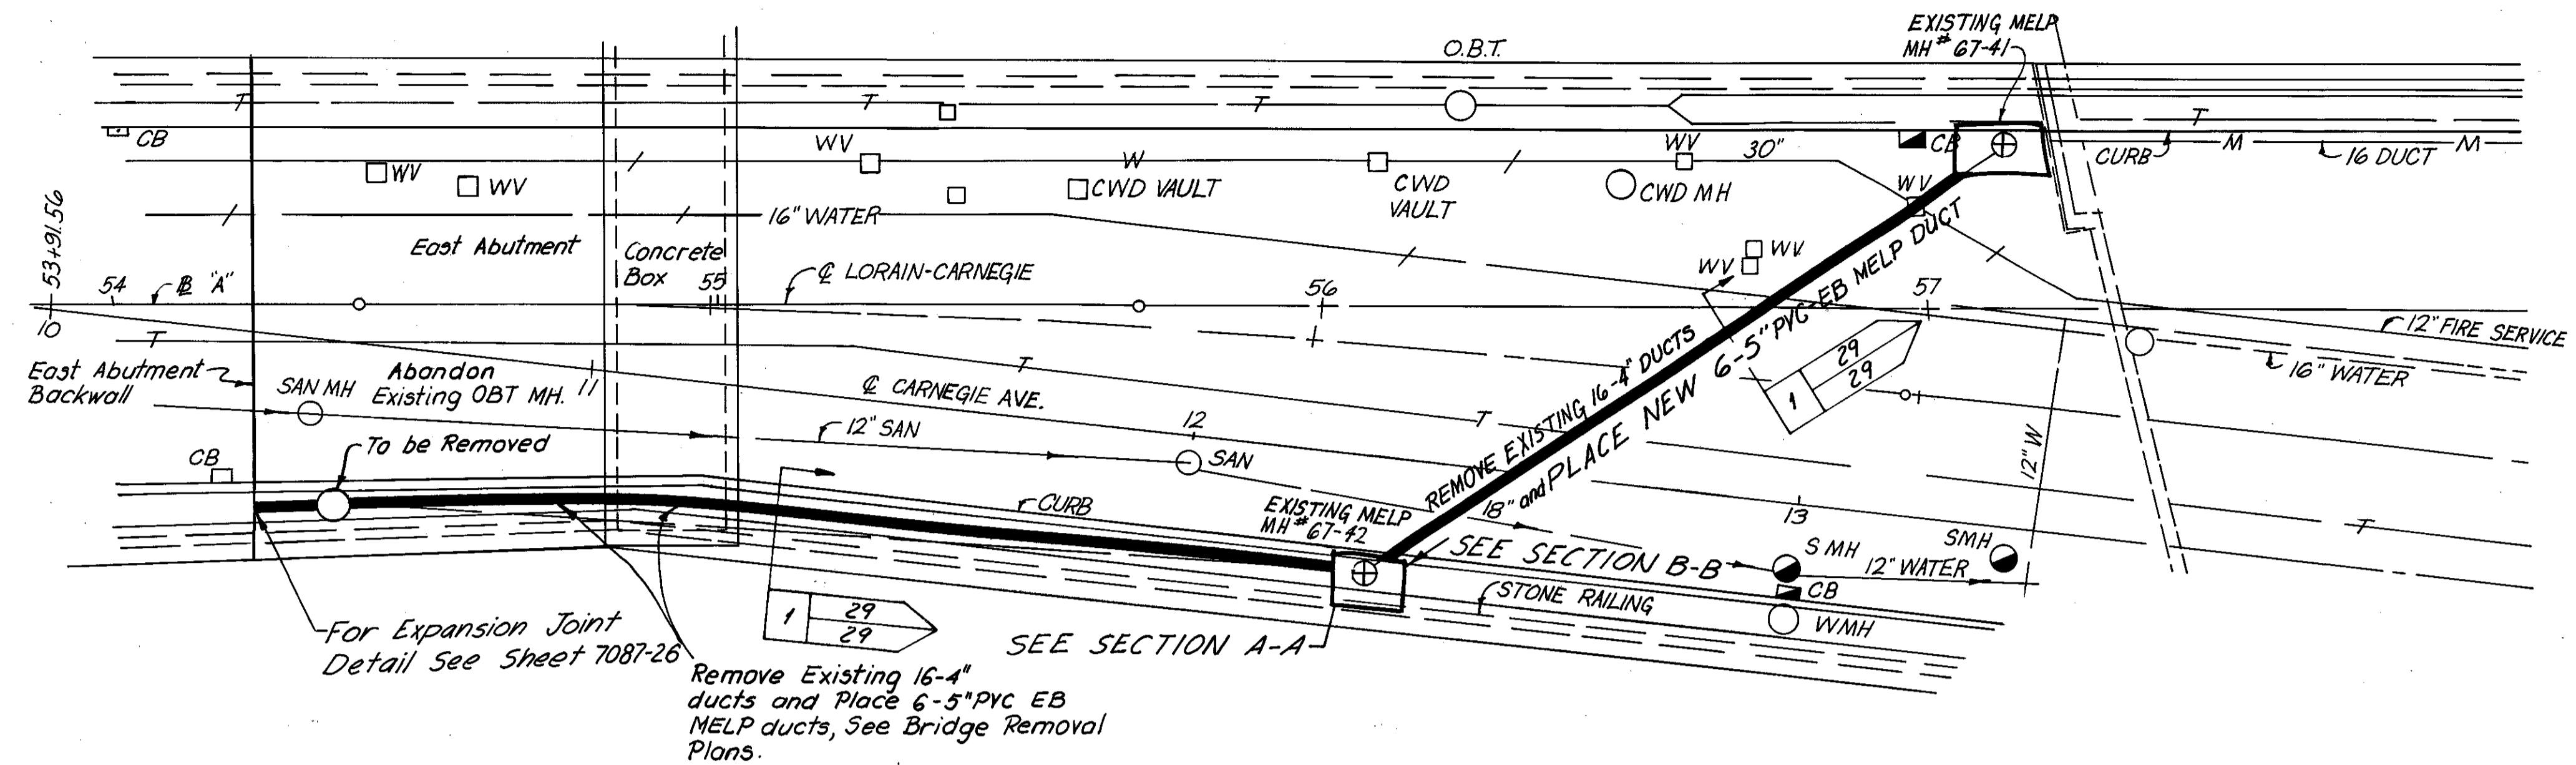 EXISTING MELP
MH# 67-41
O.B.T.
T
T
T
T
CB
WV
WV
30"
CB
CURB
M
16 DUCT
M
WV
WV
W
CWD VAULT
CWD
VAULT
CWD MH
WV
16" WATER
53+91.56
East Abutment
Concrete
Box
WV
WV
54
℄ "A"
55
℄ LORAIN-CARNEGIE
56
57
10
12" FIRE SERVICE
T
T
16" WATER
East Abutment
Backwall
SAN MH
Abandon
Existing OBT MH.
11
℄ CARNEGIE AVE.
REMOVE EXISTING 16-4" DUCTS
18" and PLACE NEW 6-5" PVC-EB MELP DUCT
1
29
29
T
12" SAN
12
SAN
12" W
CB
To be Removed
CURB
EXISTING MELP
MH# 67-42
13
T
SEE SECTION B-B
S MH
SMH
12" WATER
CB
STONE RAILING
WMH
1
29
29
SEE SECTION A-A
For Expansion Joint
Detail See Sheet 7087-26
Remove Existing 16-4"
ducts and Place 6-5" PVC EB
MELP ducts, See Bridge Removal
Plans.